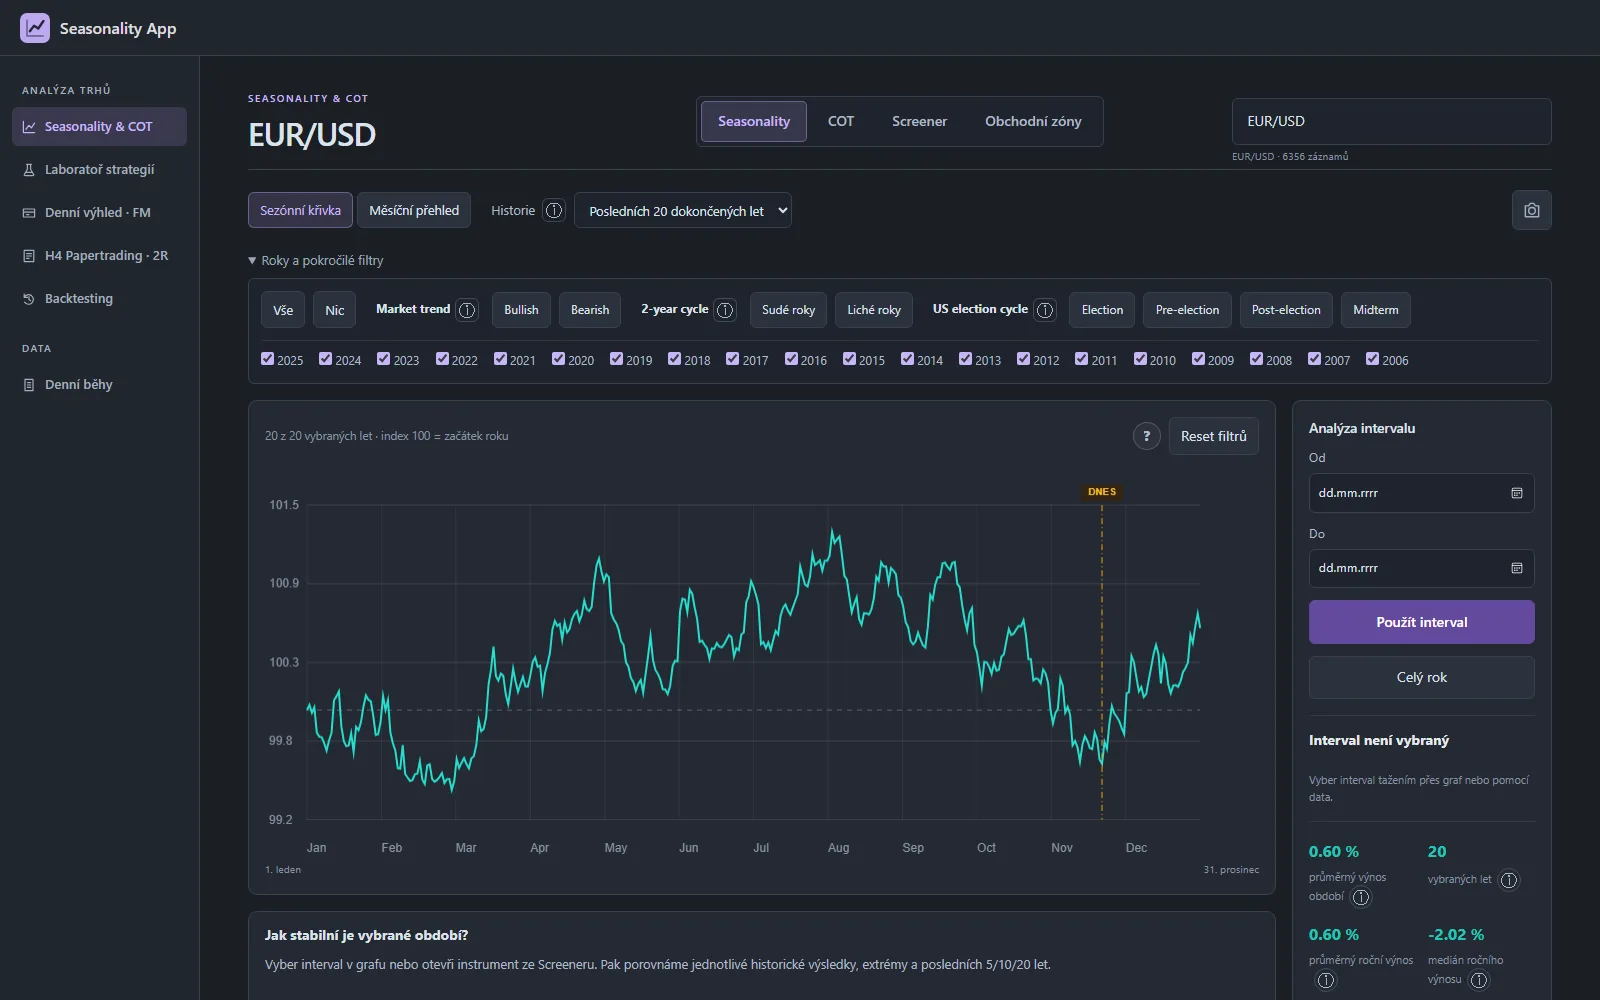 Seasonality App
ANALÝZA TRHŮ
Seasonality & COT
Laboratoř strategií
Denní výhled · FM
H4 Papertrading · 2R
Backtesting
DATA
Denní běhy
SEASONALITY & COT
EUR/USD
Seasonality COT Screener Obchodní zóny
EUR/USD
EUR/USD · 6356 záznamů
Sezónní křivka Měsíční přehled Historie Posledních 20 dokončených let
▼ Roky a pokročilé filtry
Vše Nic Market trend Bullish Bearish 2-year cycle Sudé roky Liché roky US election cycle Election Pre-election Post-election Midterm
2025 2024 2023 2022 2021 2020 2019 2018 2017 2016 2015 2014 2013 2012 2011 2010 2009 2008 2007 2006
20 z 20 vybraných let · index 100 = začátek roku
? Reset filtrů
DNES
101.5
100.9
100.3
99.8
99.2
Jan Feb Mar Apr May Jun Jul Aug Sep Oct Nov Dec
1. leden 31. prosinec
Jak stabilní je vybrané období?
Vyber interval v grafu nebo otevři instrument ze Screeneru. Pak porovnáme jednotlivé historické výsledky, extrémy a posledních 5/10/20 let.
Analýza intervalu
Od
dd.mm.rrrr
Do
dd.mm.rrrr
Použít interval
Celý rok
Interval není vybraný
Vyber interval tažením přes graf nebo pomocí
data.
0.60 % 20
průměrný výnos
období
vybraných let
0.60 % -2.02 %
průměrný roční výnos
medián ročního
výnosu